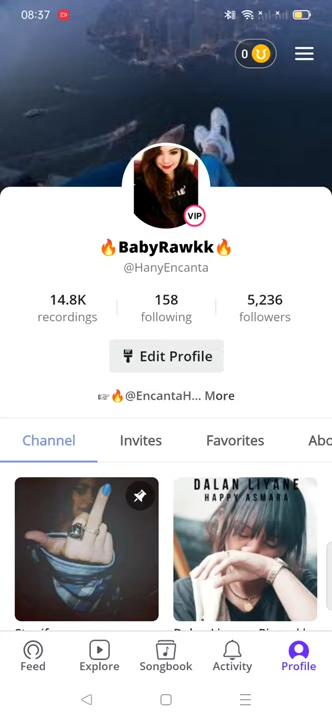 08:37
0
VIP
🔥BabyRawkk🔥
@HanyEncanta
14.8K 158 5,236
recordings following followers
Edit Profile
☞🔥@EncantaH... More
Channel Invites Favorites Abo
DALAN LIYANE
HAPPY ASMARA
Feed Explore Songbook Activity Profile